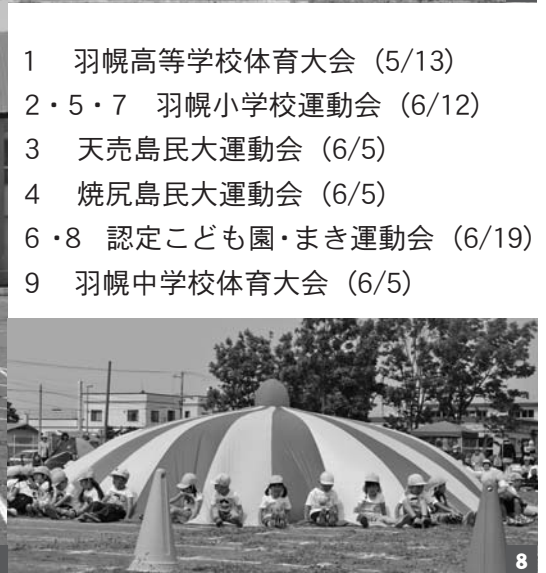 1　羽幌高等学校体育大会（5/13）
2・5・7　羽幌小学校運動会（6/12）
3　天売島民大運動会（6/5）
4　焼尻島民大運動会（6/5）
6・8　認定こども園・まき運動会（6/19）
9　羽幌中学校体育大会（6/5）
8